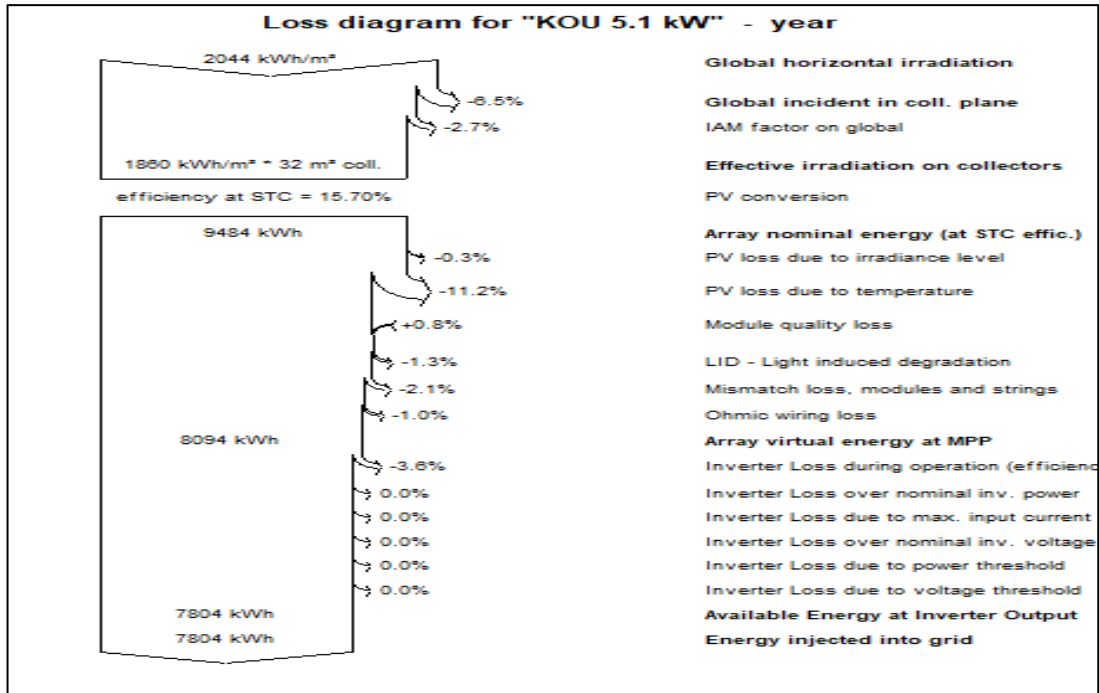 Loss diagram for "KOU 5.1 kW" - year
2044 kWh/m² Global horizontal irradiation
-6.5% Global incident in coll. plane
-2.7% IAM factor on global
1860 kWh/m² * 32 m² coll. Effective irradiation on collectors
efficiency at STC = 15.70% PV conversion
9484 kWh Array nominal energy (at STC effic.)
-0.3% PV loss due to irradiance level
-11.2% PV loss due to temperature
+0.8% Module quality loss
-1.3% LID - Light induced degradation
-2.1% Mismatch loss, modules and strings
-1.0% Ohmic wiring loss
8094 kWh Array virtual energy at MPP
-3.6% Inverter Loss during operation (efficienc
0.0% Inverter Loss over nominal inv. power
0.0% Inverter Loss due to max. input current
0.0% Inverter Loss over nominal inv. voltage
0.0% Inverter Loss due to power threshold
0.0% Inverter Loss due to voltage threshold
7804 kWh Available Energy at Inverter Output
7804 kWh Energy injected into grid